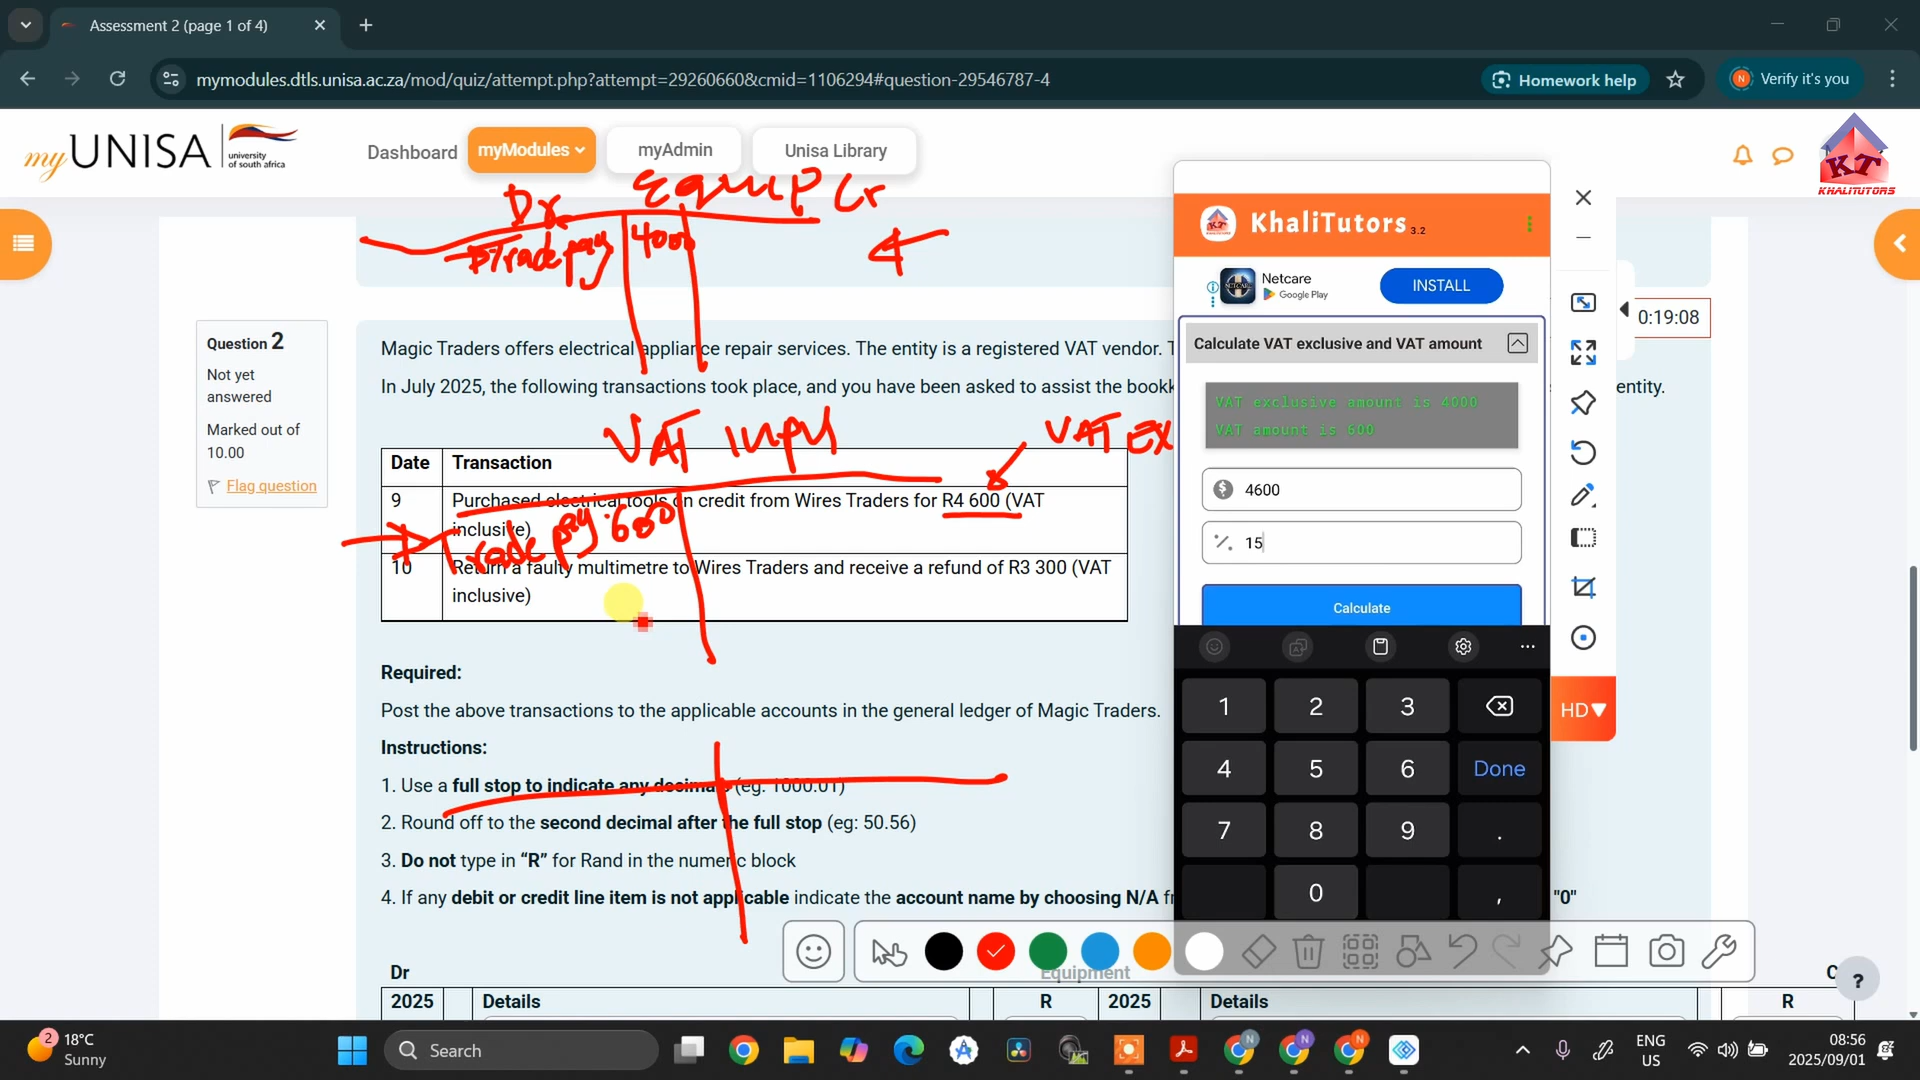 Assessment 2 (page 1 of 4)
mymodules.dtls.unisa.ac.za/mod/quiz/attempt.php?attempt=29260660&cmid=1106294#question-29546787-4
Homework help
N
Verify it's you
myUNISA
university
of south africa
Dashboard
myModules
myAdmin
Unisa Library
KT
KHALITUTORS
Dr
Equip
Cr
Trade pay
4000
KhaliTutors 3.2
Netcare
Google Play
INSTALL
0:19:08
Question 2
Not yet
answered
Marked out of
10.00
Flag question
Magic Traders offers electrical appliance repair services. The entity is a registered VAT vendor.
In July 2025, the following transactions took place, and you have been asked to assist the
entity.
Calculate VAT exclusive and VAT amount
VAT exclusive amount is 4000
VAT amount is 600
VAT Input
VAT EX
Date
Transaction
9
Purchased electrical tools on credit from Wires Traders for R4 600 (VAT
inclusive)
Trade pay 600
10
Return a faulty multimetre to Wires Traders and receive a refund of R3 300 (VAT
inclusive)
4600
15
Calculate
1
2
3
4
5
6
Done
7
8
9
.
0
,
HD
Required:
Post the above transactions to the applicable accounts in the general ledger of Magic Traders.
Instructions:
1. Use a full stop to indicate any decimals (eg: 1000.01)
2. Round off to the second decimal after the full stop (eg: 50.56)
3. Do not type in “R” for Rand in the numeric block
4. If any debit or credit line item is not applicable indicate the account name by choosing N/A
"0"
Dr
Equipment
2025
Details
R
2025
Details
R
?
2
18°C
Sunny
Search
ENG
US
08:56
2025/09/01